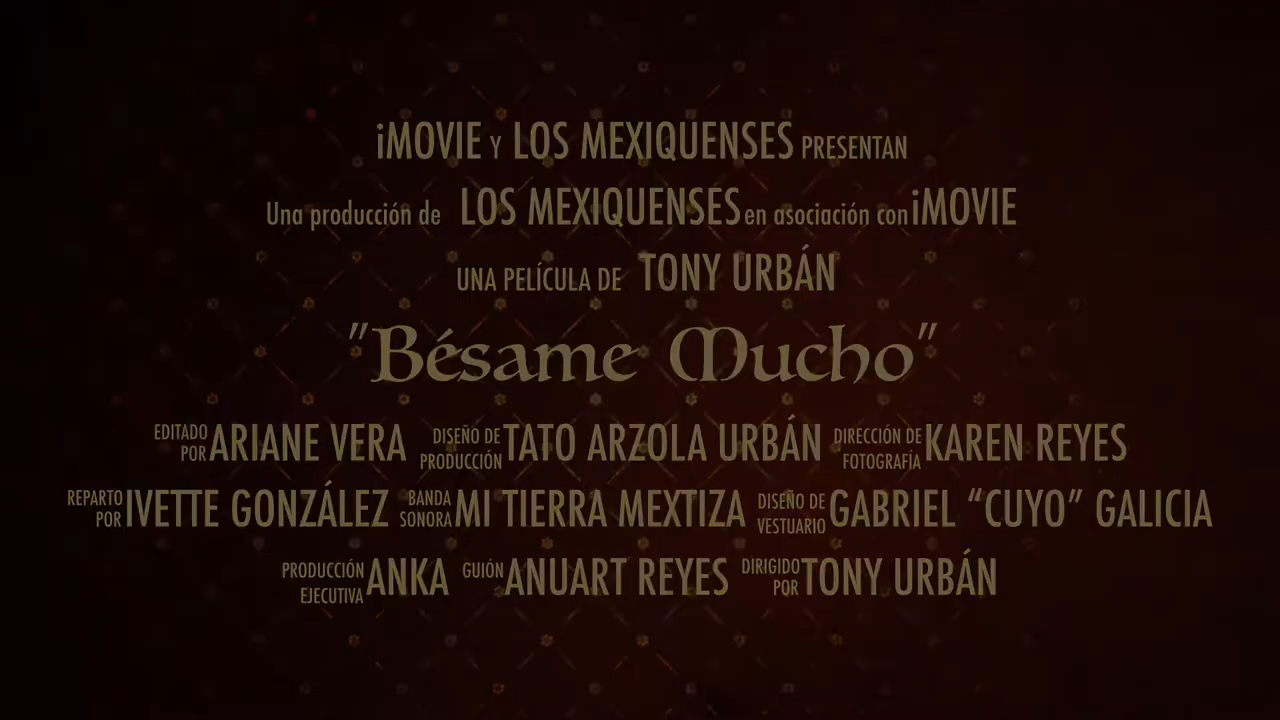 iMOVIE Y LOS MEXIQUENSES PRESENTAN
Una producción de LOS MEXIQUENSES en asociación con iMOVIE
UNA PELÍCULA DE TONY URBÁN
"Bésame Mucho"
EDITADO POR ARIANE VERA DISEÑO DE PRODUCCIÓN TATO ARZOLA URBÁN DIRECCIÓN DE FOTOGRAFÍA KAREN REYES
REPARTO POR IVETTE GONZÁLEZ BANDA SONORA MI TIERRA MEXTIZA DISEÑO DE VESTUARIO GABRIEL “CUYO” GALICIA
PRODUCCIÓN EJECUTIVA ANKA GUIÓN ANUART REYES DIRIGIDO POR TONY URBÁN